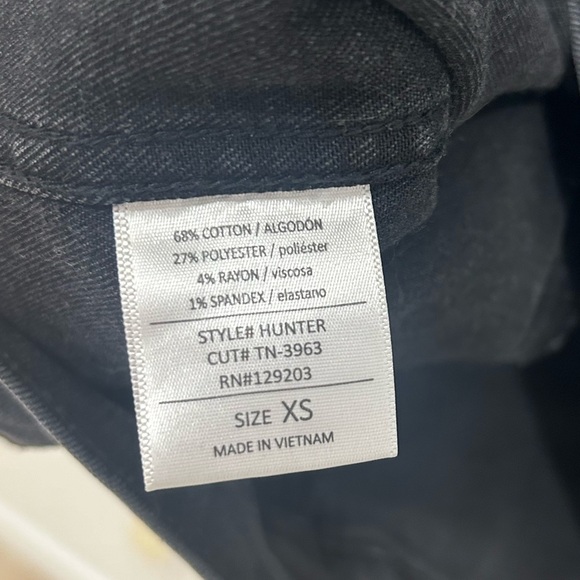 68% COTTON / ALGODÓN
27% POLYESTER / poliéster
4% RAYON / viscosa
1% SPANDEX / elastano
STYLE# HUNTER
CUT# TN-3963
RN#129203
SIZE XS
MADE IN VIETNAM